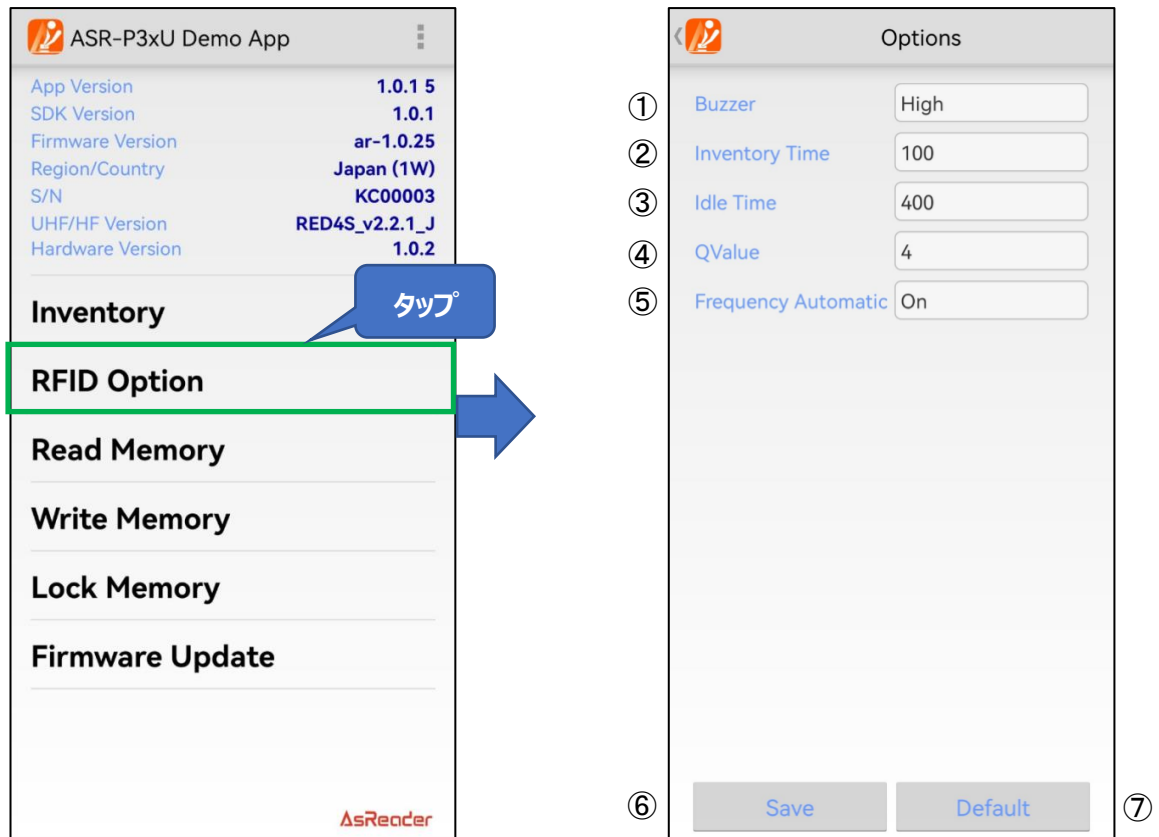 ASR-P3xU Demo App
App Version 1.0.1 5
SDK Version 1.0.1
Firmware Version ar-1.0.25
Region/Country Japan (1W)
S/N KC00003
UHF/HF Version RED4S_v2.2.1_J
Hardware Version 1.0.2
Inventory
タップ
RFID Option
Read Memory
Write Memory
Lock Memory
Firmware Update
AsReader
Options
① Buzzer High
② Inventory Time 100
③ Idle Time 400
④ QValue 4
⑤ Frequency Automatic On
⑥ Save Default ⑦